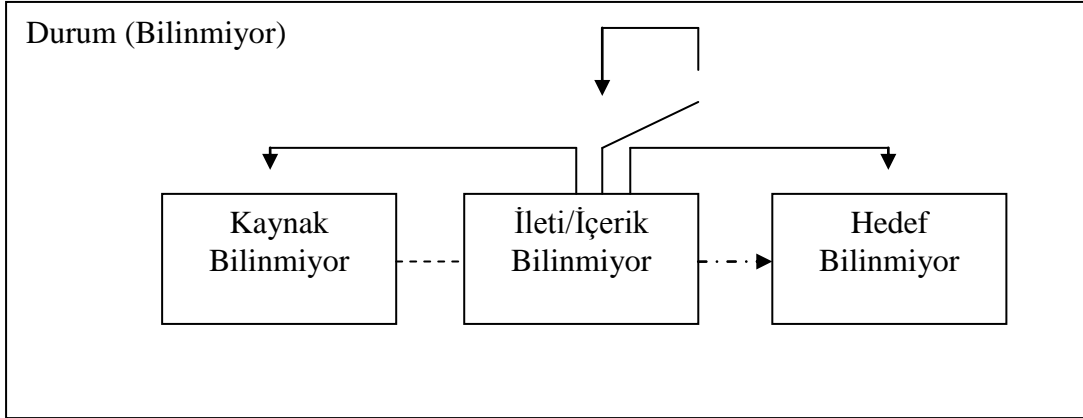 Durum (Bilinmiyor)
Kaynak
Bilinmiyor
İleti/İçerik
Bilinmiyor
Hedef
Bilinmiyor